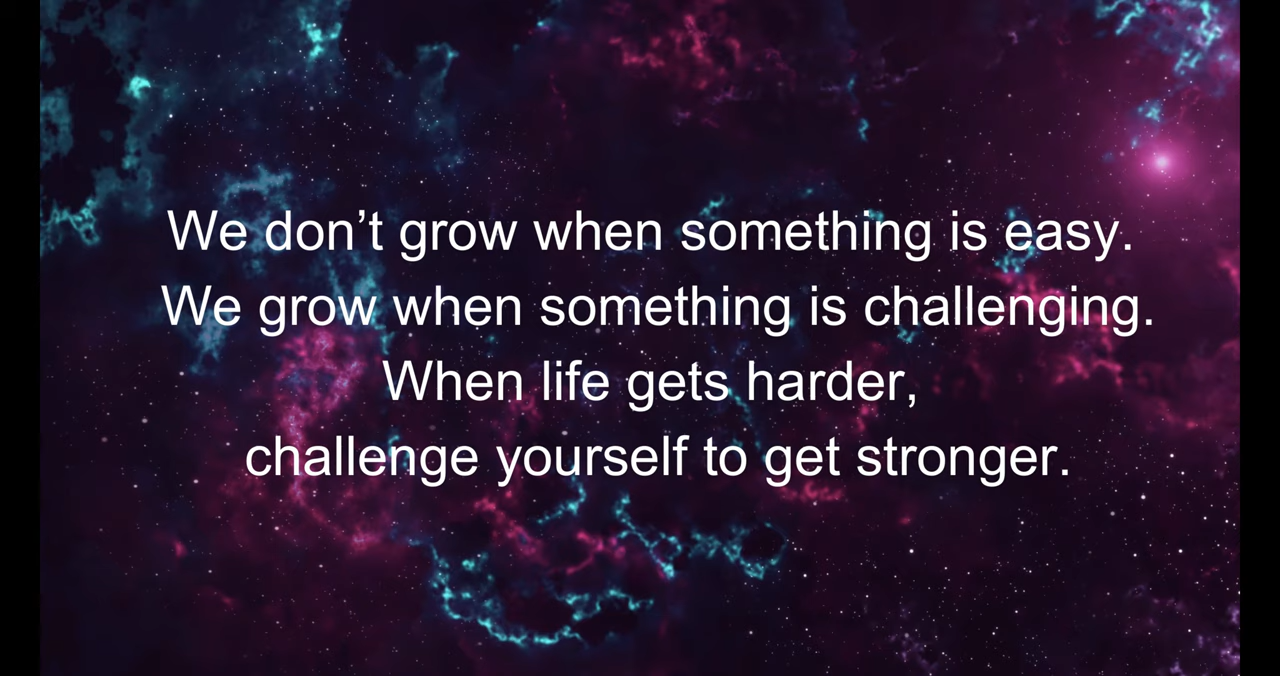 We don’t grow when something is easy.
We grow when something is challenging.
When life gets harder,
challenge yourself to get stronger.